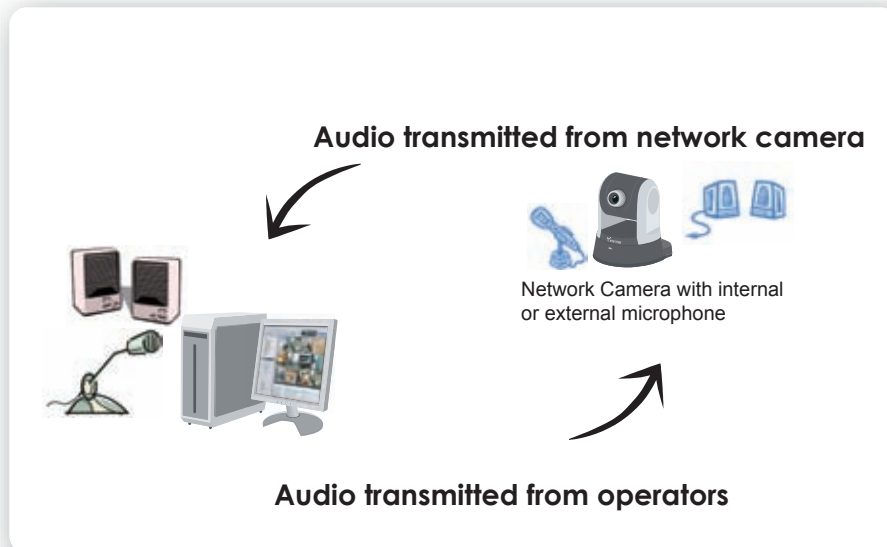 Audio transmitted from network camera
Network Camera with internal
or external microphone
Audio transmitted from operators